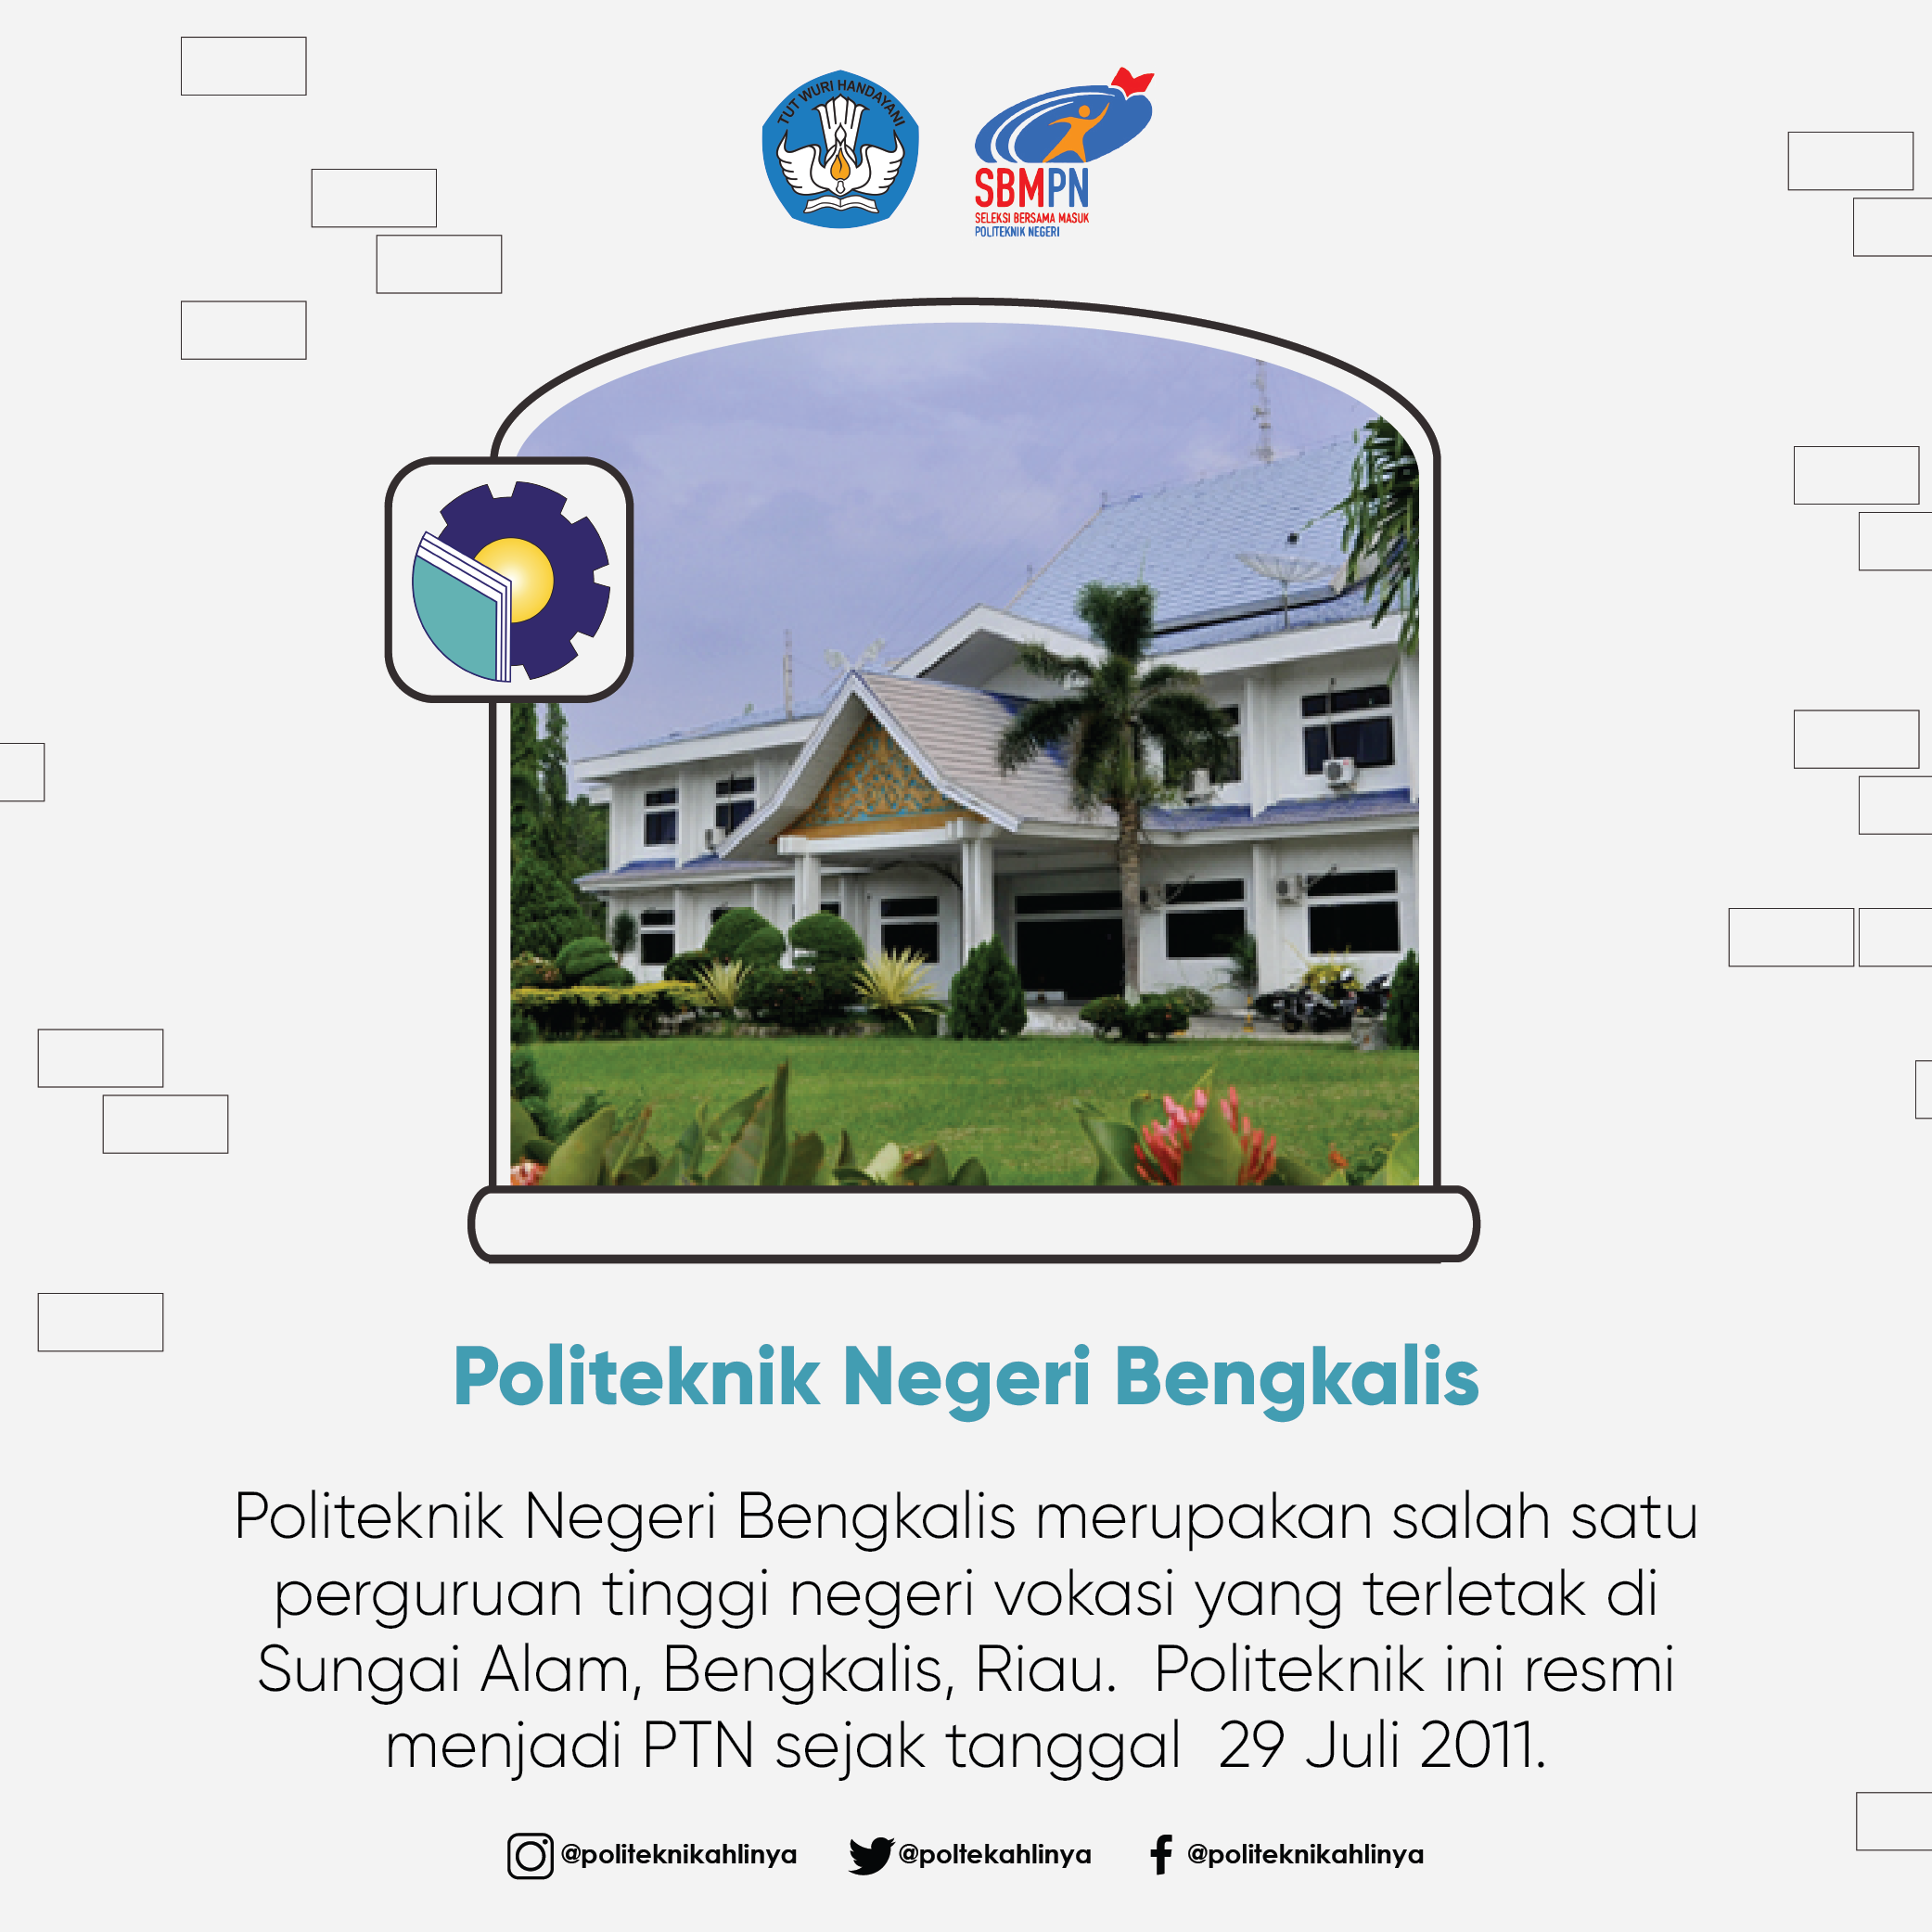 TUT WURI HANDAYANI
SBMPN
SELEKSI BERSAMA MASUK
POLITEKNIK NEGERI
Politeknik Negeri Bengkalis
Politeknik Negeri Bengkalis merupakan salah satu
perguruan tinggi negeri vokasi yang terletak di
Sungai Alam, Bengkalis, Riau.  Politeknik ini resmi
menjadi PTN sejak tanggal  29 Juli 2011.
@politeknikahlinya @poltekahlinya @politeknikahlinya